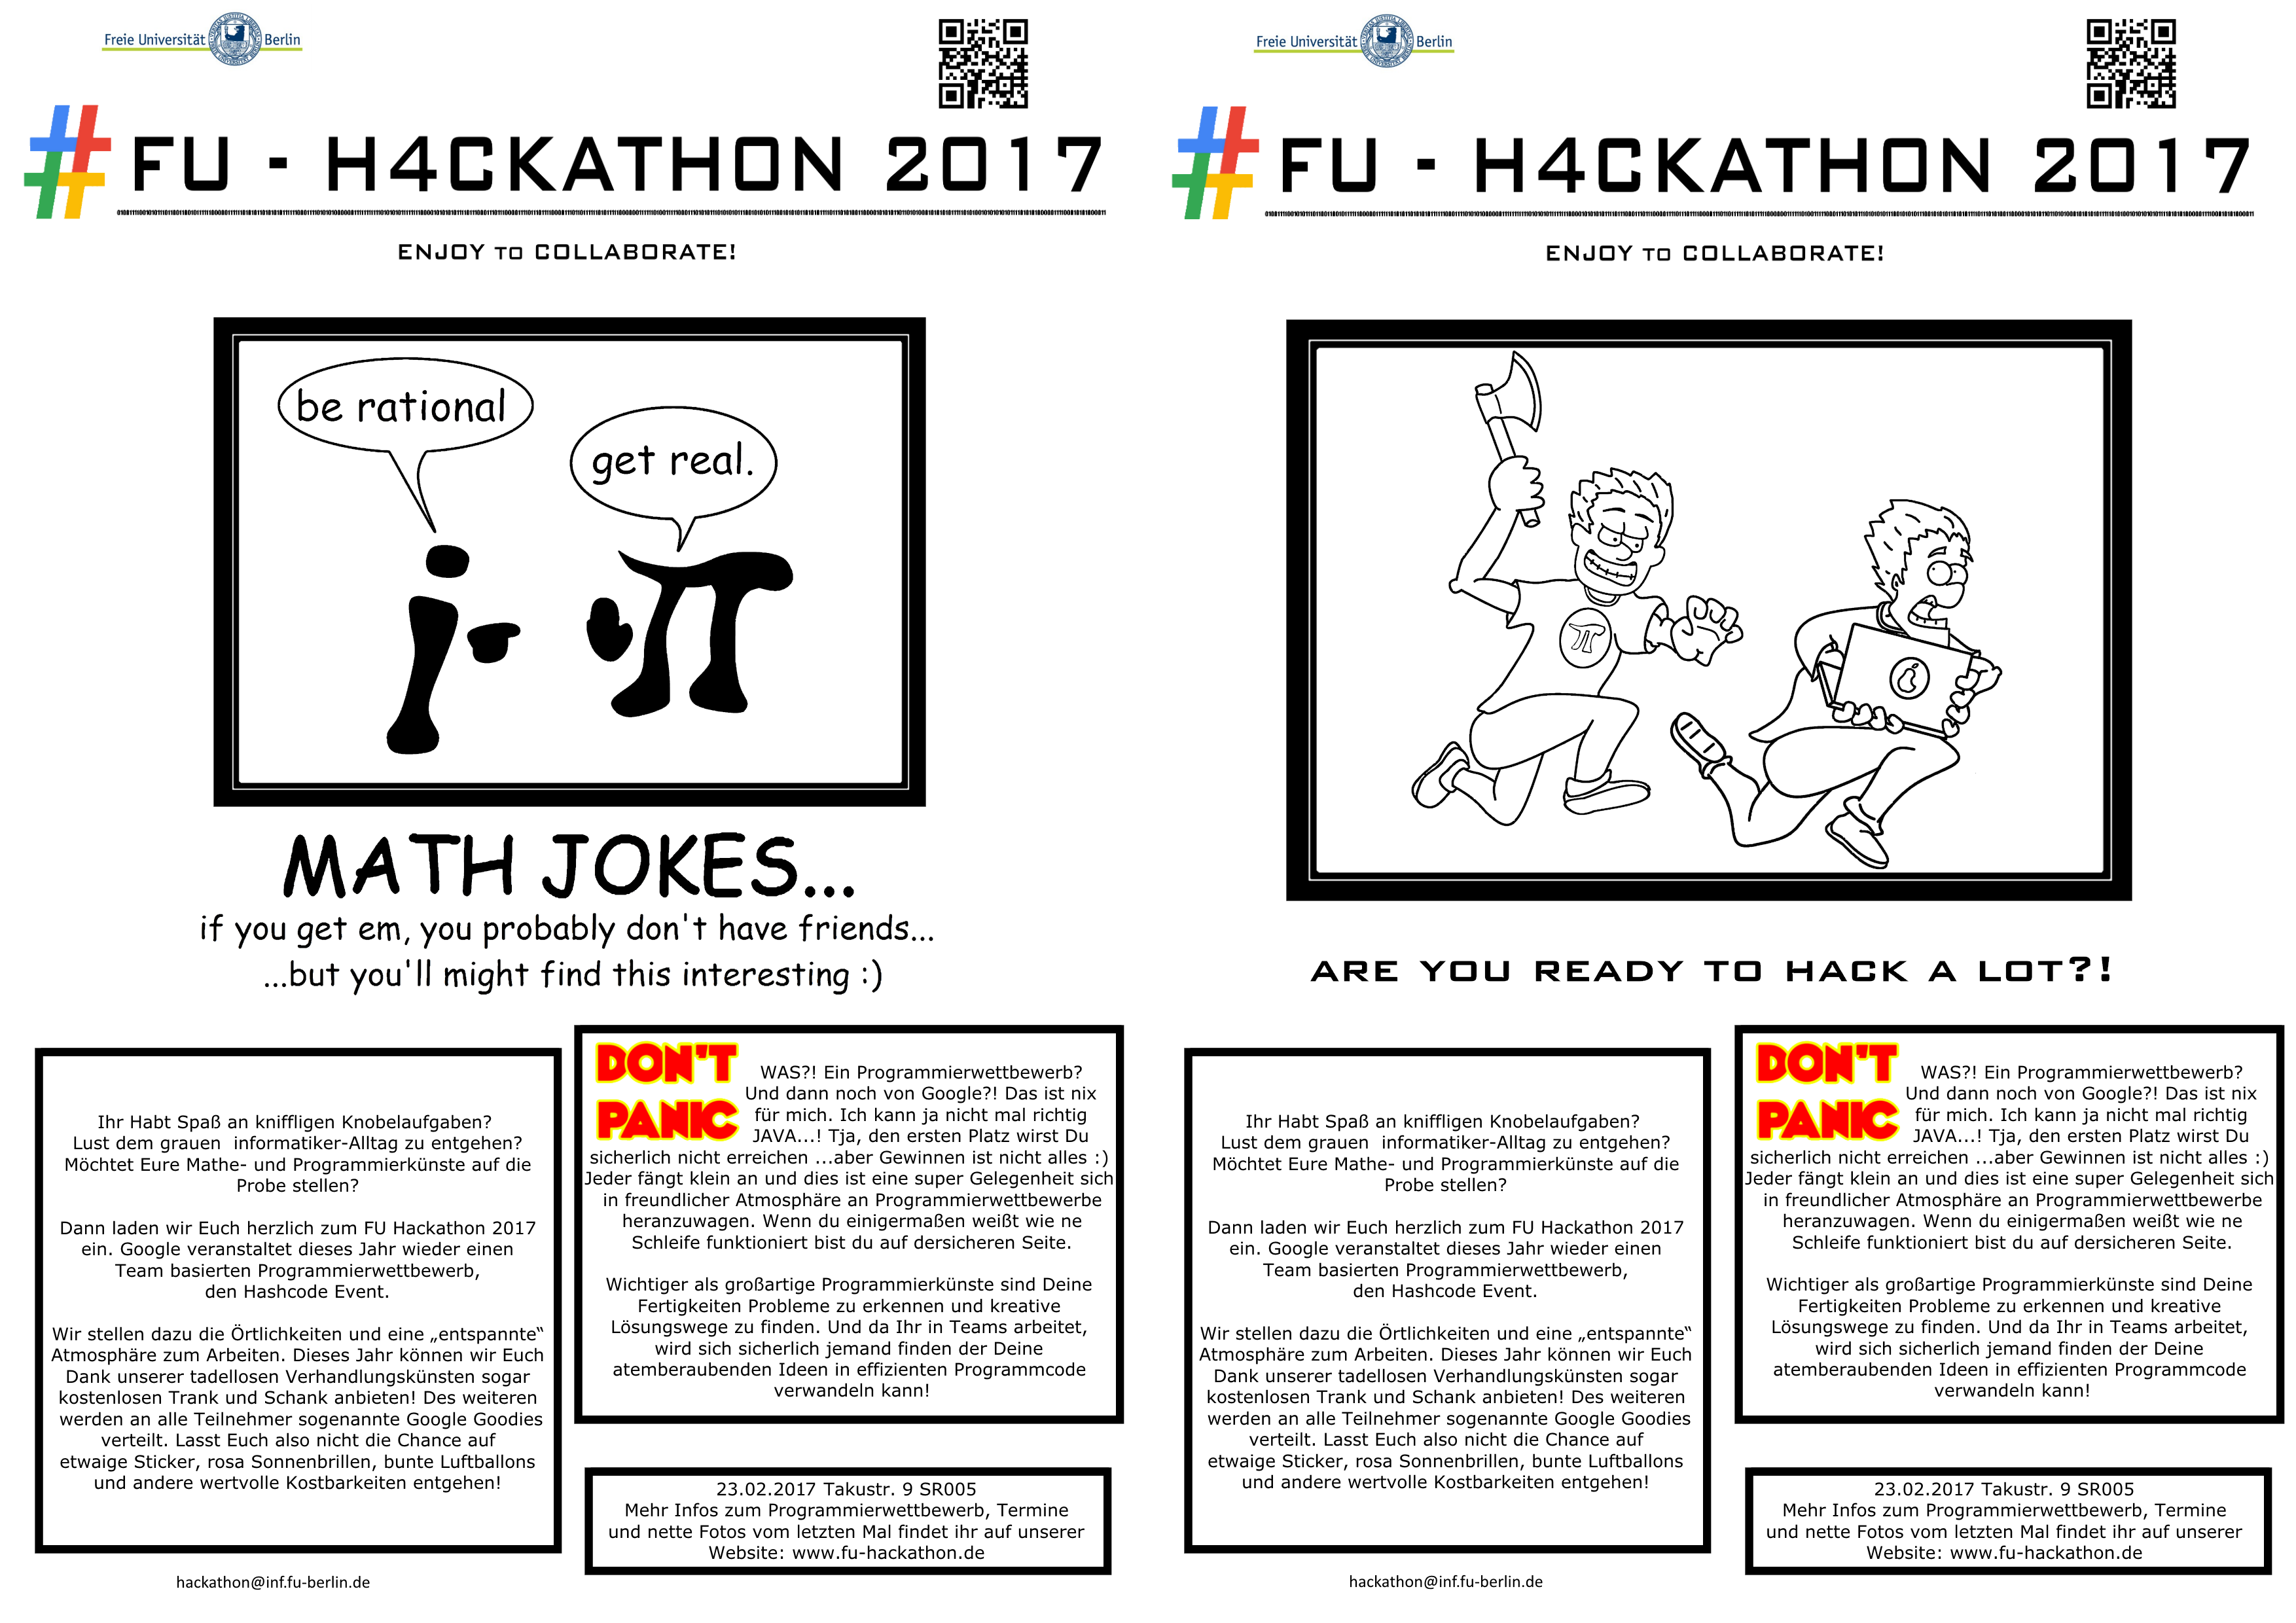 Freie Universität Berlin
# FU - H4CKATHON 2017
ENJOY TO COLLABORATE!
be rational
get real.
i
π
MATH JOKES...
if you get em, you probably don't have friends...
...but you'll might find this interesting :)
Ihr Habt Spaß an kniffligen Knobelaufgaben?
Lust dem grauen informatiker-Alltag zu entgehen?
Möchtet Eure Mathe- und Programmierkünste auf die
Probe stellen?
Dann laden wir Euch herzlich zum FU Hackathon 2017
ein. Google veranstaltet dieses Jahr wieder einen
Team basierten Programmierwettbewerb,
den Hashcode Event.
Wir stellen dazu die Örtlichkeiten und eine „entspannte“
Atmosphäre zum Arbeiten. Dieses Jahr können wir Euch
Dank unserer tadellosen Verhandlungskünsten sogar
kostenlosen Trank und Schank anbieten! Des weiteren
werden an alle Teilnehmer sogenannte Google Goodies
verteilt. Lasst Euch also nicht die Chance auf
etwaige Sticker, rosa Sonnenbrillen, bunte Luftballons
und andere wertvolle Kostbarkeiten entgehen!
hackathon@inf.fu-berlin.de
DON'T
PANIC
WAS?! Ein Programmierwettbewerb?
Und dann noch von Google?! Das ist nix
für mich. Ich kann ja nicht mal richtig
JAVA...! Tja, den ersten Platz wirst Du
sicherlich nicht erreichen ...aber Gewinnen ist nicht alles :)
Jeder fängt klein an und dies ist eine super Gelegenheit sich
in freundlicher Atmosphäre an Programmierwettbewerbe
heranzuwagen. Wenn du einigermaßen weißt wie ne
Schleife funktioniert bist du auf dersicheren Seite.
Wichtiger als großartige Programmierkünste sind Deine
Fertigkeiten Probleme zu erkennen und kreative
Lösungswege zu finden. Und da Ihr in Teams arbeitet,
wird sich sicherlich jemand finden der Deine
atemberaubenden Ideen in effizienten Programmcode
verwandeln kann!
23.02.2017 Takustr. 9 SR005
Mehr Infos zum Programmierwettbewerb, Termine
und nette Fotos vom letzten Mal findet ihr auf unserer
Website: www.fu-hackathon.de
Freie Universität Berlin
# FU - H4CKATHON 2017
ENJOY TO COLLABORATE!
π
ARE YOU READY TO HACK A LOT?!
Ihr Habt Spaß an kniffligen Knobelaufgaben?
Lust dem grauen informatiker-Alltag zu entgehen?
Möchtet Eure Mathe- und Programmierkünste auf die
Probe stellen?
Dann laden wir Euch herzlich zum FU Hackathon 2017
ein. Google veranstaltet dieses Jahr wieder einen
Team basierten Programmierwettbewerb,
den Hashcode Event.
Wir stellen dazu die Örtlichkeiten und eine „entspannte“
Atmosphäre zum Arbeiten. Dieses Jahr können wir Euch
Dank unserer tadellosen Verhandlungskünsten sogar
kostenlosen Trank und Schank anbieten! Des weiteren
werden an alle Teilnehmer sogenannte Google Goodies
verteilt. Lasst Euch also nicht die Chance auf
etwaige Sticker, rosa Sonnenbrillen, bunte Luftballons
und andere wertvolle Kostbarkeiten entgehen!
hackathon@inf.fu-berlin.de
DON'T
PANIC
WAS?! Ein Programmierwettbewerb?
Und dann noch von Google?! Das ist nix
für mich. Ich kann ja nicht mal richtig
JAVA...! Tja, den ersten Platz wirst Du
sicherlich nicht erreichen ...aber Gewinnen ist nicht alles :)
Jeder fängt klein an und dies ist eine super Gelegenheit sich
in freundlicher Atmosphäre an Programmierwettbewerbe
heranzuwagen. Wenn du einigermaßen weißt wie ne
Schleife funktioniert bist du auf dersicheren Seite.
Wichtiger als großartige Programmierkünste sind Deine
Fertigkeiten Probleme zu erkennen und kreative
Lösungswege zu finden. Und da Ihr in Teams arbeitet,
wird sich sicherlich jemand finden der Deine
atemberaubenden Ideen in effizienten Programmcode
verwandeln kann!
23.02.2017 Takustr. 9 SR005
Mehr Infos zum Programmierwettbewerb, Termine
und nette Fotos vom letzten Mal findet ihr auf unserer
Website: www.fu-hackathon.de